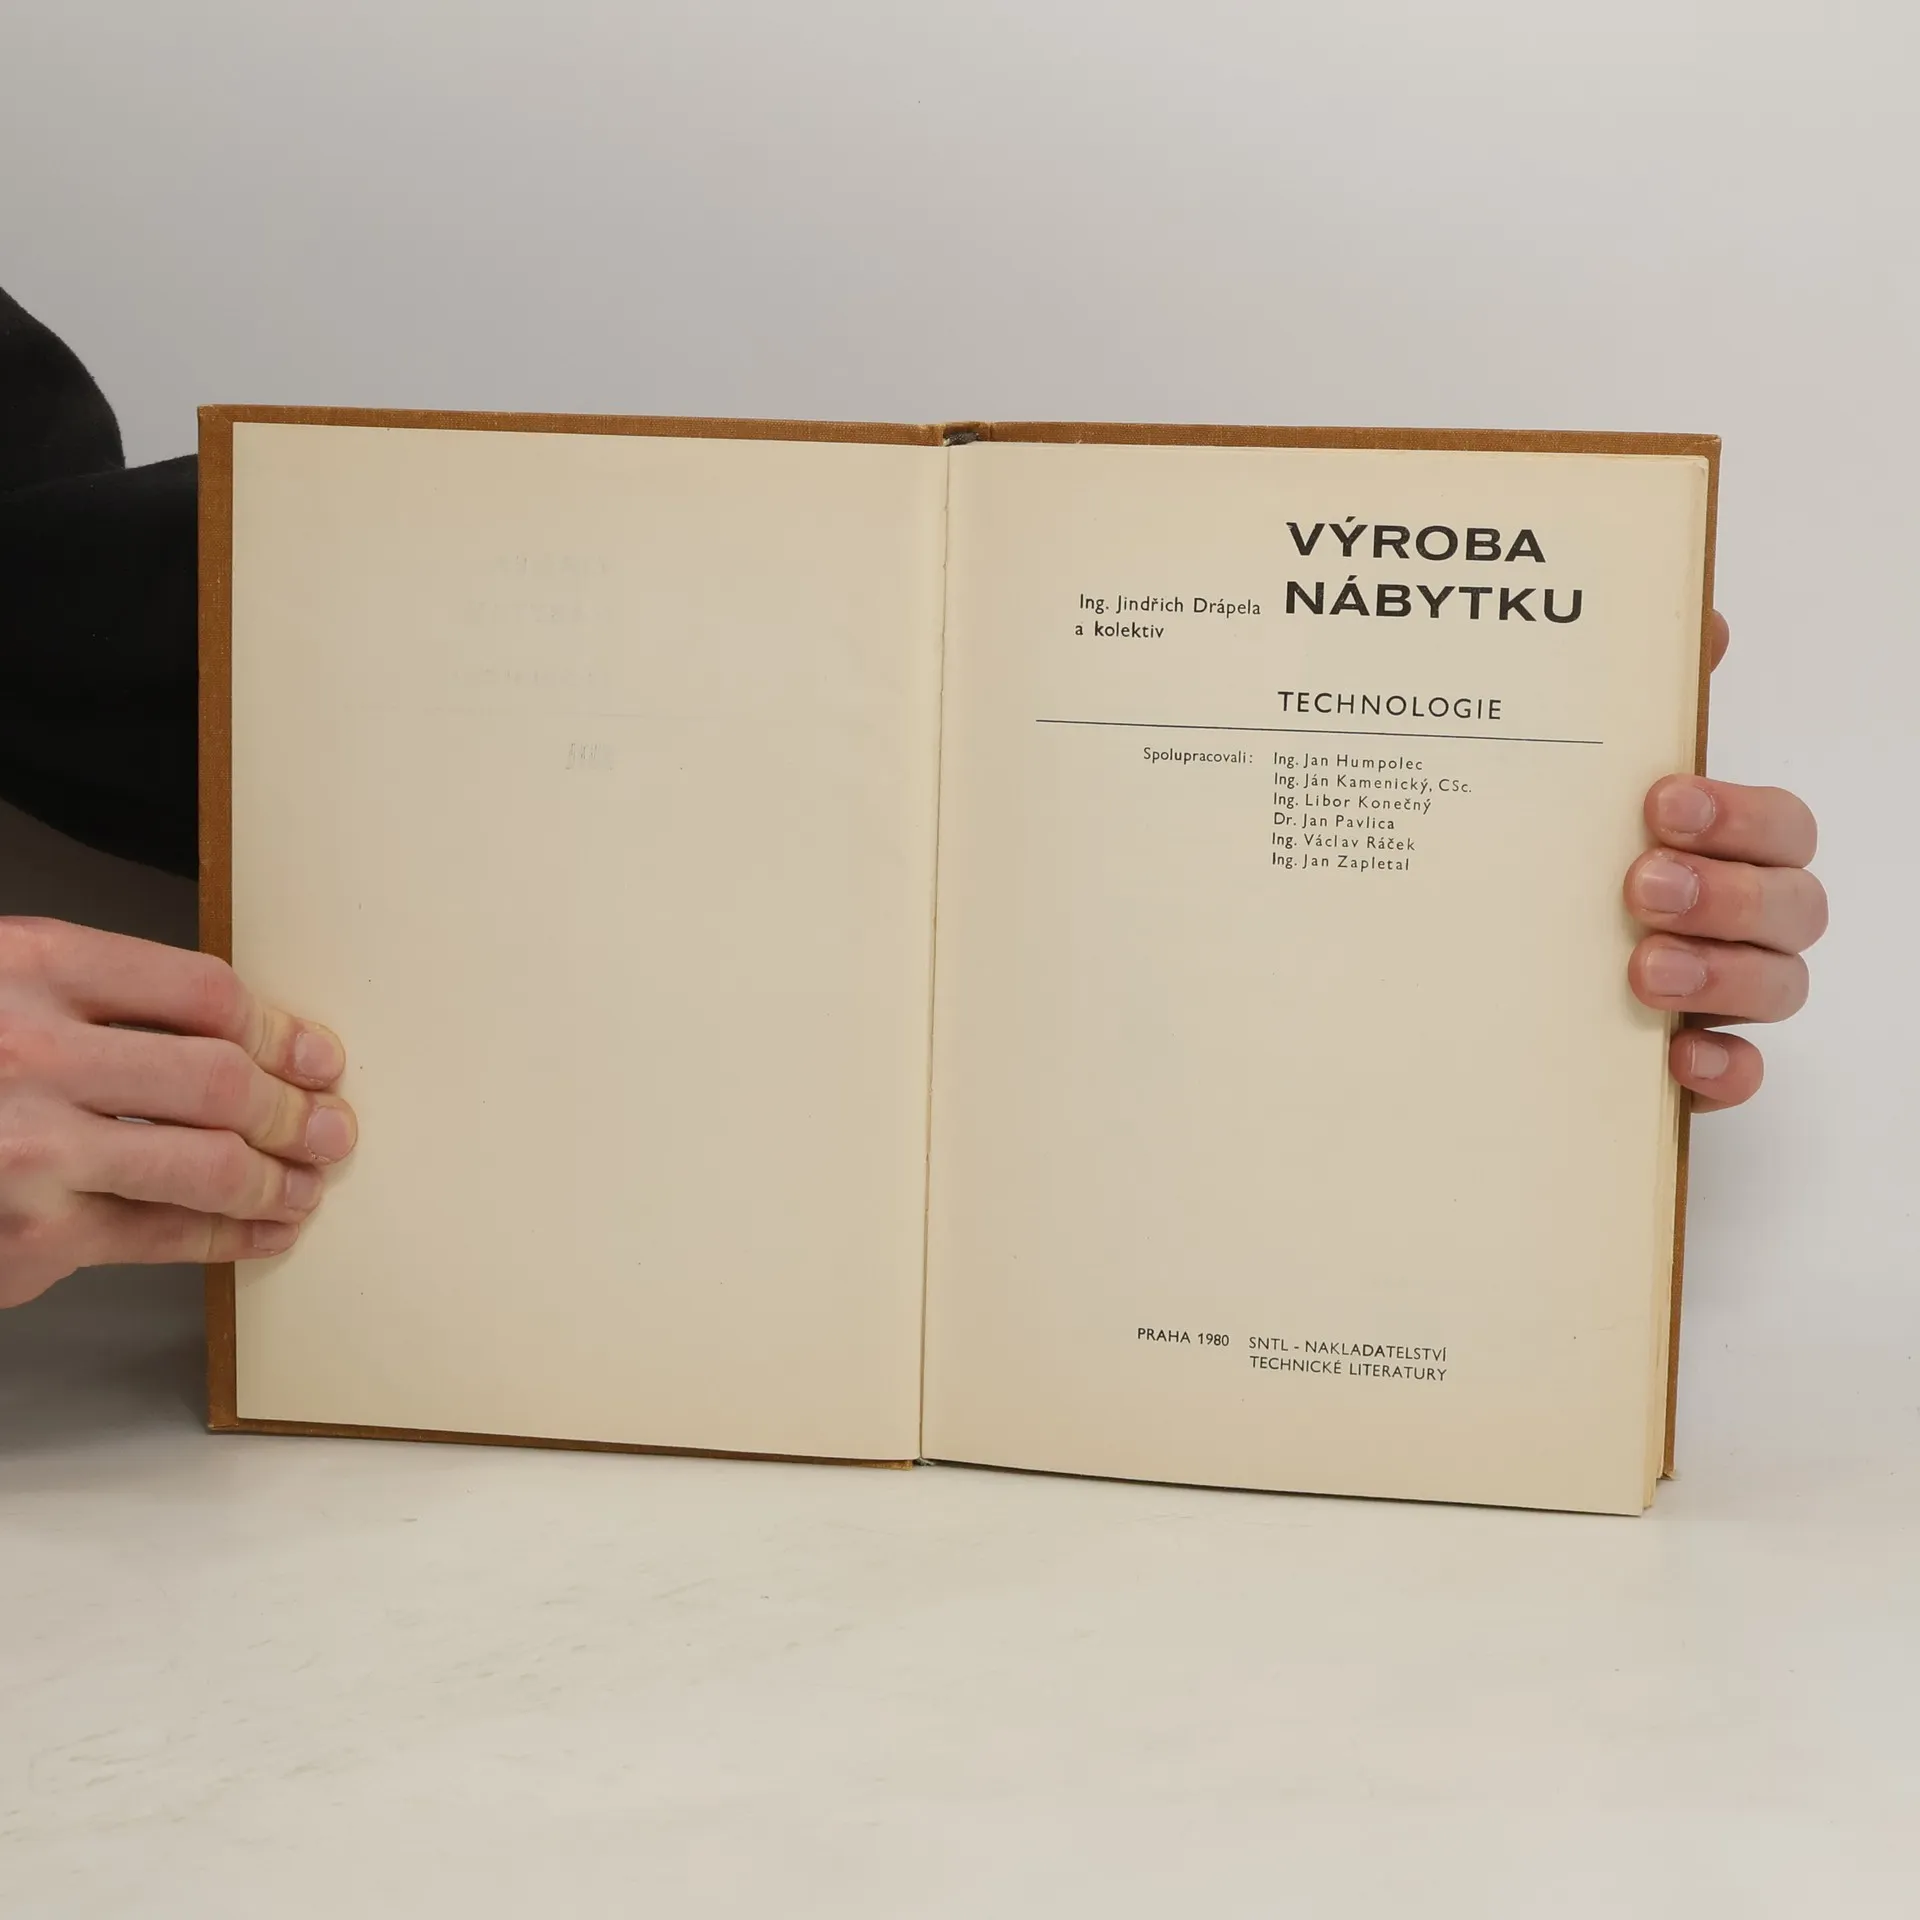 VÝROBA
NÁBYTKU
Ing. Jindřich Drápela
a kolektiv
TECHNOLOGIE
Spolupracovali:
Ing. Jan Humpolec
Ing. Ján Kamenický, CSc.
Ing. Libor Konečný
Dr. Jan Pavlica
Ing. Václav Ráček
Ing. Jan Zapletal
PRAHA 1980 SNTL - NAKLADATELSTVÍ
TECHNICKÉ LITERATURY